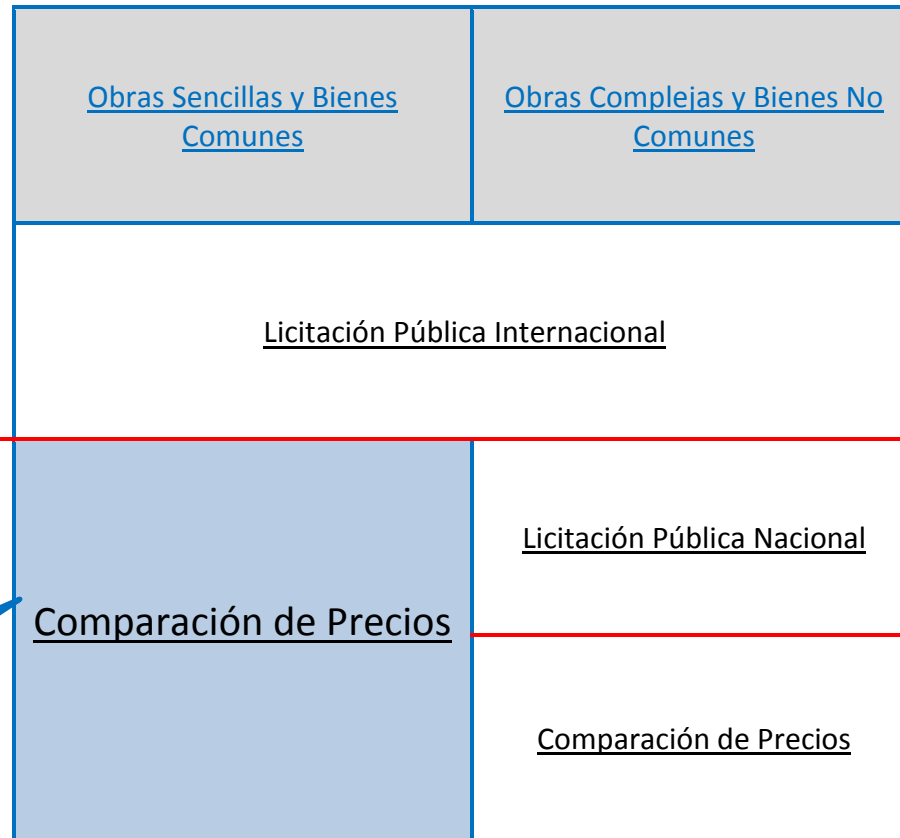 Obras Sencillas y Bienes
Comunes
Obras Complejas y Bienes No
Comunes
Licitación Pública Internacional
Licitación Pública Nacional
Comparación de Precios
Comparación de Precios